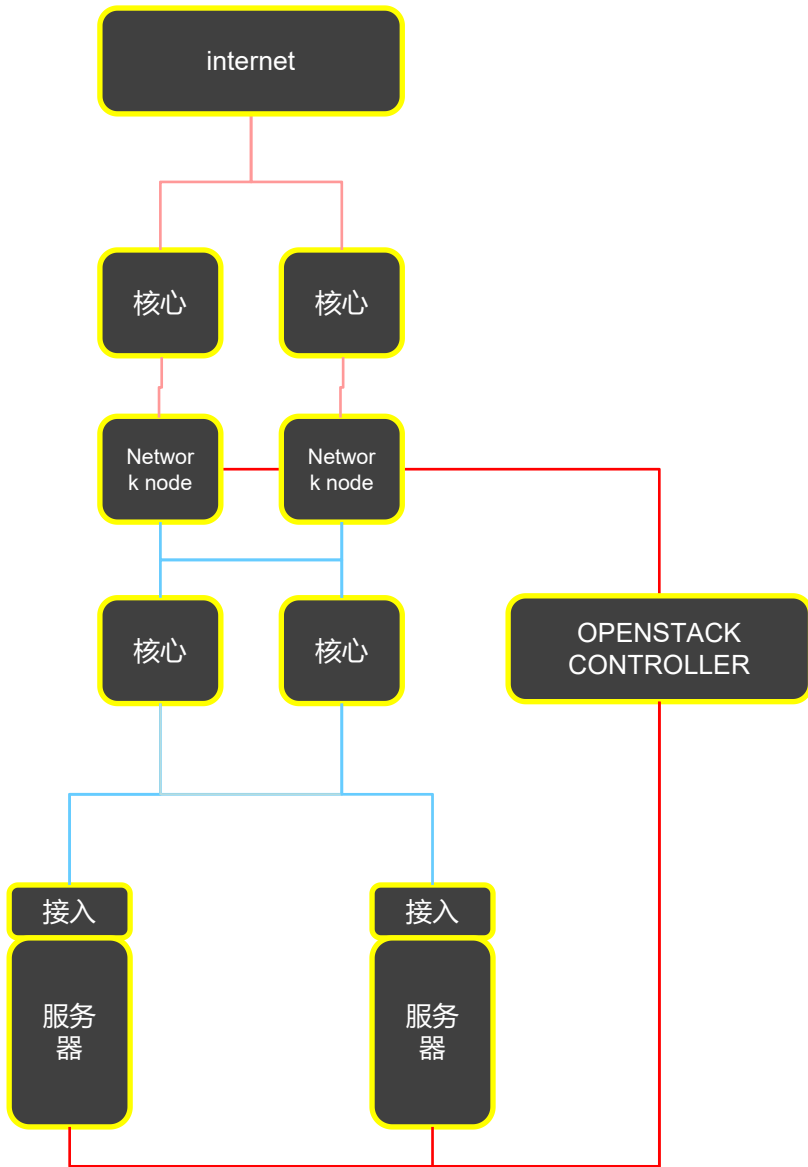 internet
核心
核心
Networ
k node
Networ
k node
核心
核心
OPENSTACK
CONTROLLER
接入
接入
服务
器
服务
器